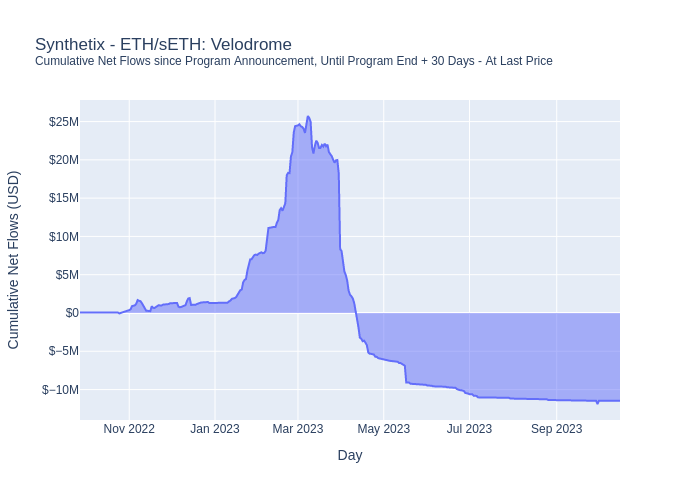 Synthetix - ETH/sETH: Velodrome
Cumulative Net Flows since Program Announcement, Until Program End + 30 Days - At Last Price
Cumulative Net Flows (USD)
$25M
$20M
$15M
$10M
$5M
$0
$−5M
$−10M
Nov 2022
Jan 2023
Mar 2023
May 2023
Jul 2023
Sep 2023
Day